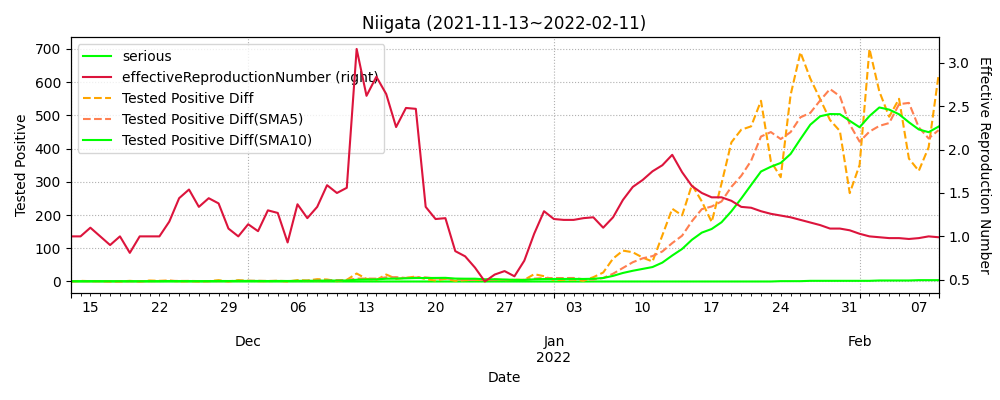 Niigata (2021-11-13~2022-02-11)
serious
effectiveReproductionNumber (right)
Tested Positive Diff
Tested Positive Diff(SMA5)
Tested Positive Diff(SMA10)
Tested Positive
700
600
500
400
300
200
100
0
3.0
2.5
2.0
1.5
1.0
0.5
Effective Reproduction Number
15 22 29 06 13 20 27 03 10 17 24 31 07
Dec Jan Feb
2022
Date